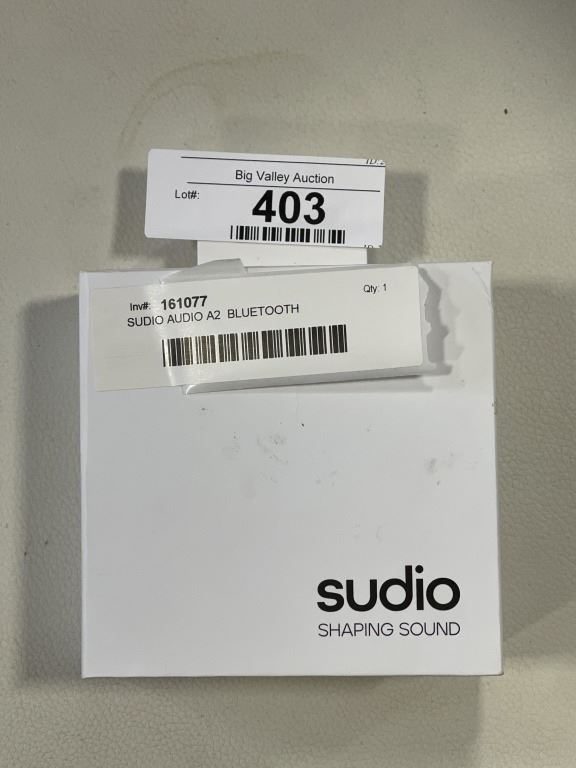 Big Valley Auction
Lot#:
403
Inv#: 161077
Qty: 1
SUDIO AUDIO A2 BLUETOOTH
sudio
SHAPING SOUND